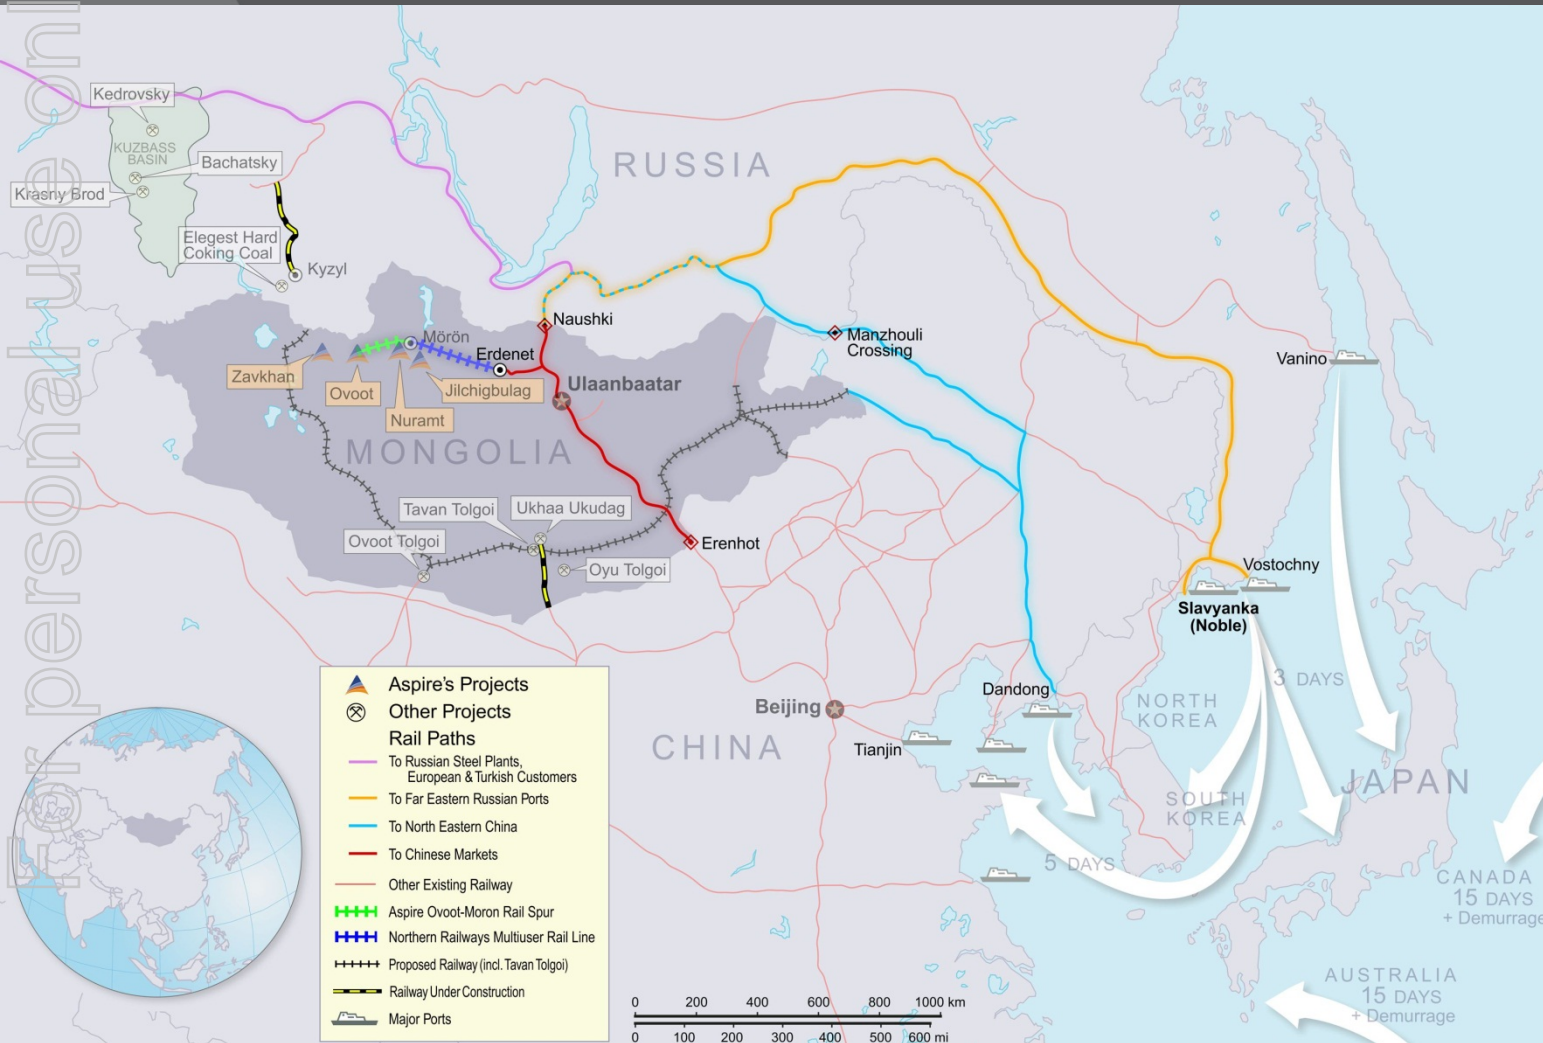 For personal use onl
Kedrovsky
KUZBASS
BASIN
Bachatsky
Krasny Brod
Elegest Hard
Coking Coal
Kyzyl
RUSSIA
Naushki
Mörön
Erdenet
Zavkhan
Ovoot
Nuramt
Jilchigbulag
Ulaanbaatar
MONGOLIA
Manzhouli
Crossing
Vanino
Tavan Tolgoi
Ukhaa Ukudag
Ovoot Tolgoi
Oyu Tolgoi
Erenhot
Vostochny
Slavyanka
(Noble)
3 DAYS
Dandong
NORTH
KOREA
Beijing
CHINA
Tianjin
JAPAN
SOUTH
KOREA
5 DAYS
CANADA
15 DAYS
+ Demurrage
AUSTRALIA
15 DAYS
+ Demurrage
Aspire's Projects
Other Projects
Rail Paths
To Russian Steel Plants,
European & Turkish Customers
To Far Eastern Russian Ports
To North Eastern China
To Chinese Markets
Other Existing Railway
Aspire Ovoot-Moron Rail Spur
Northern Railways Multiuser Rail Line
Proposed Railway (incl. Tavan Tolgoi)
Railway Under Construction
Major Ports
0 200 400 600 800 1000 km
0 100 200 300 400 500 600 mi